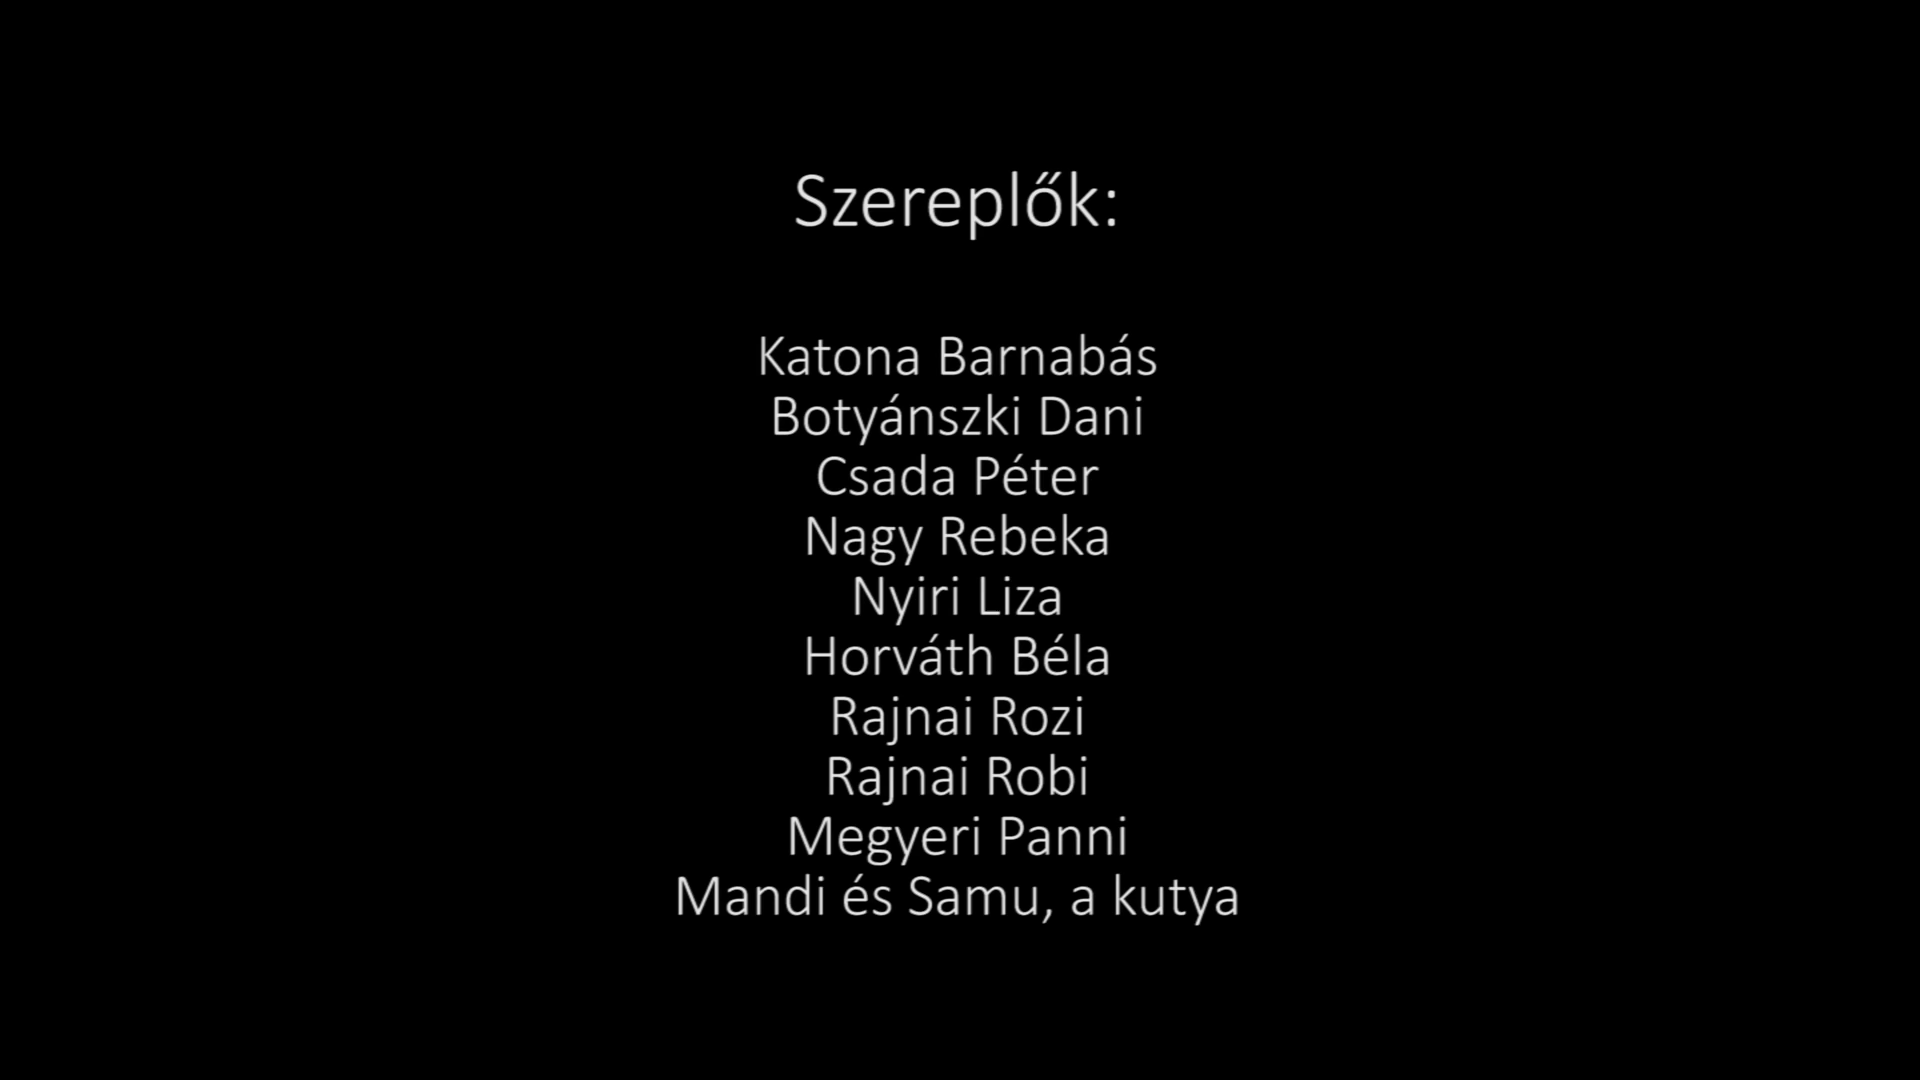 Szereplők:
Katona Barnabás
Botyánszki Dani
Csada Péter
Nagy Rebeka
Nyiri Liza
Horváth Béla
Rajnai Rozi
Rajnai Robi
Megyeri Panni
Mandi és Samu, a kutya